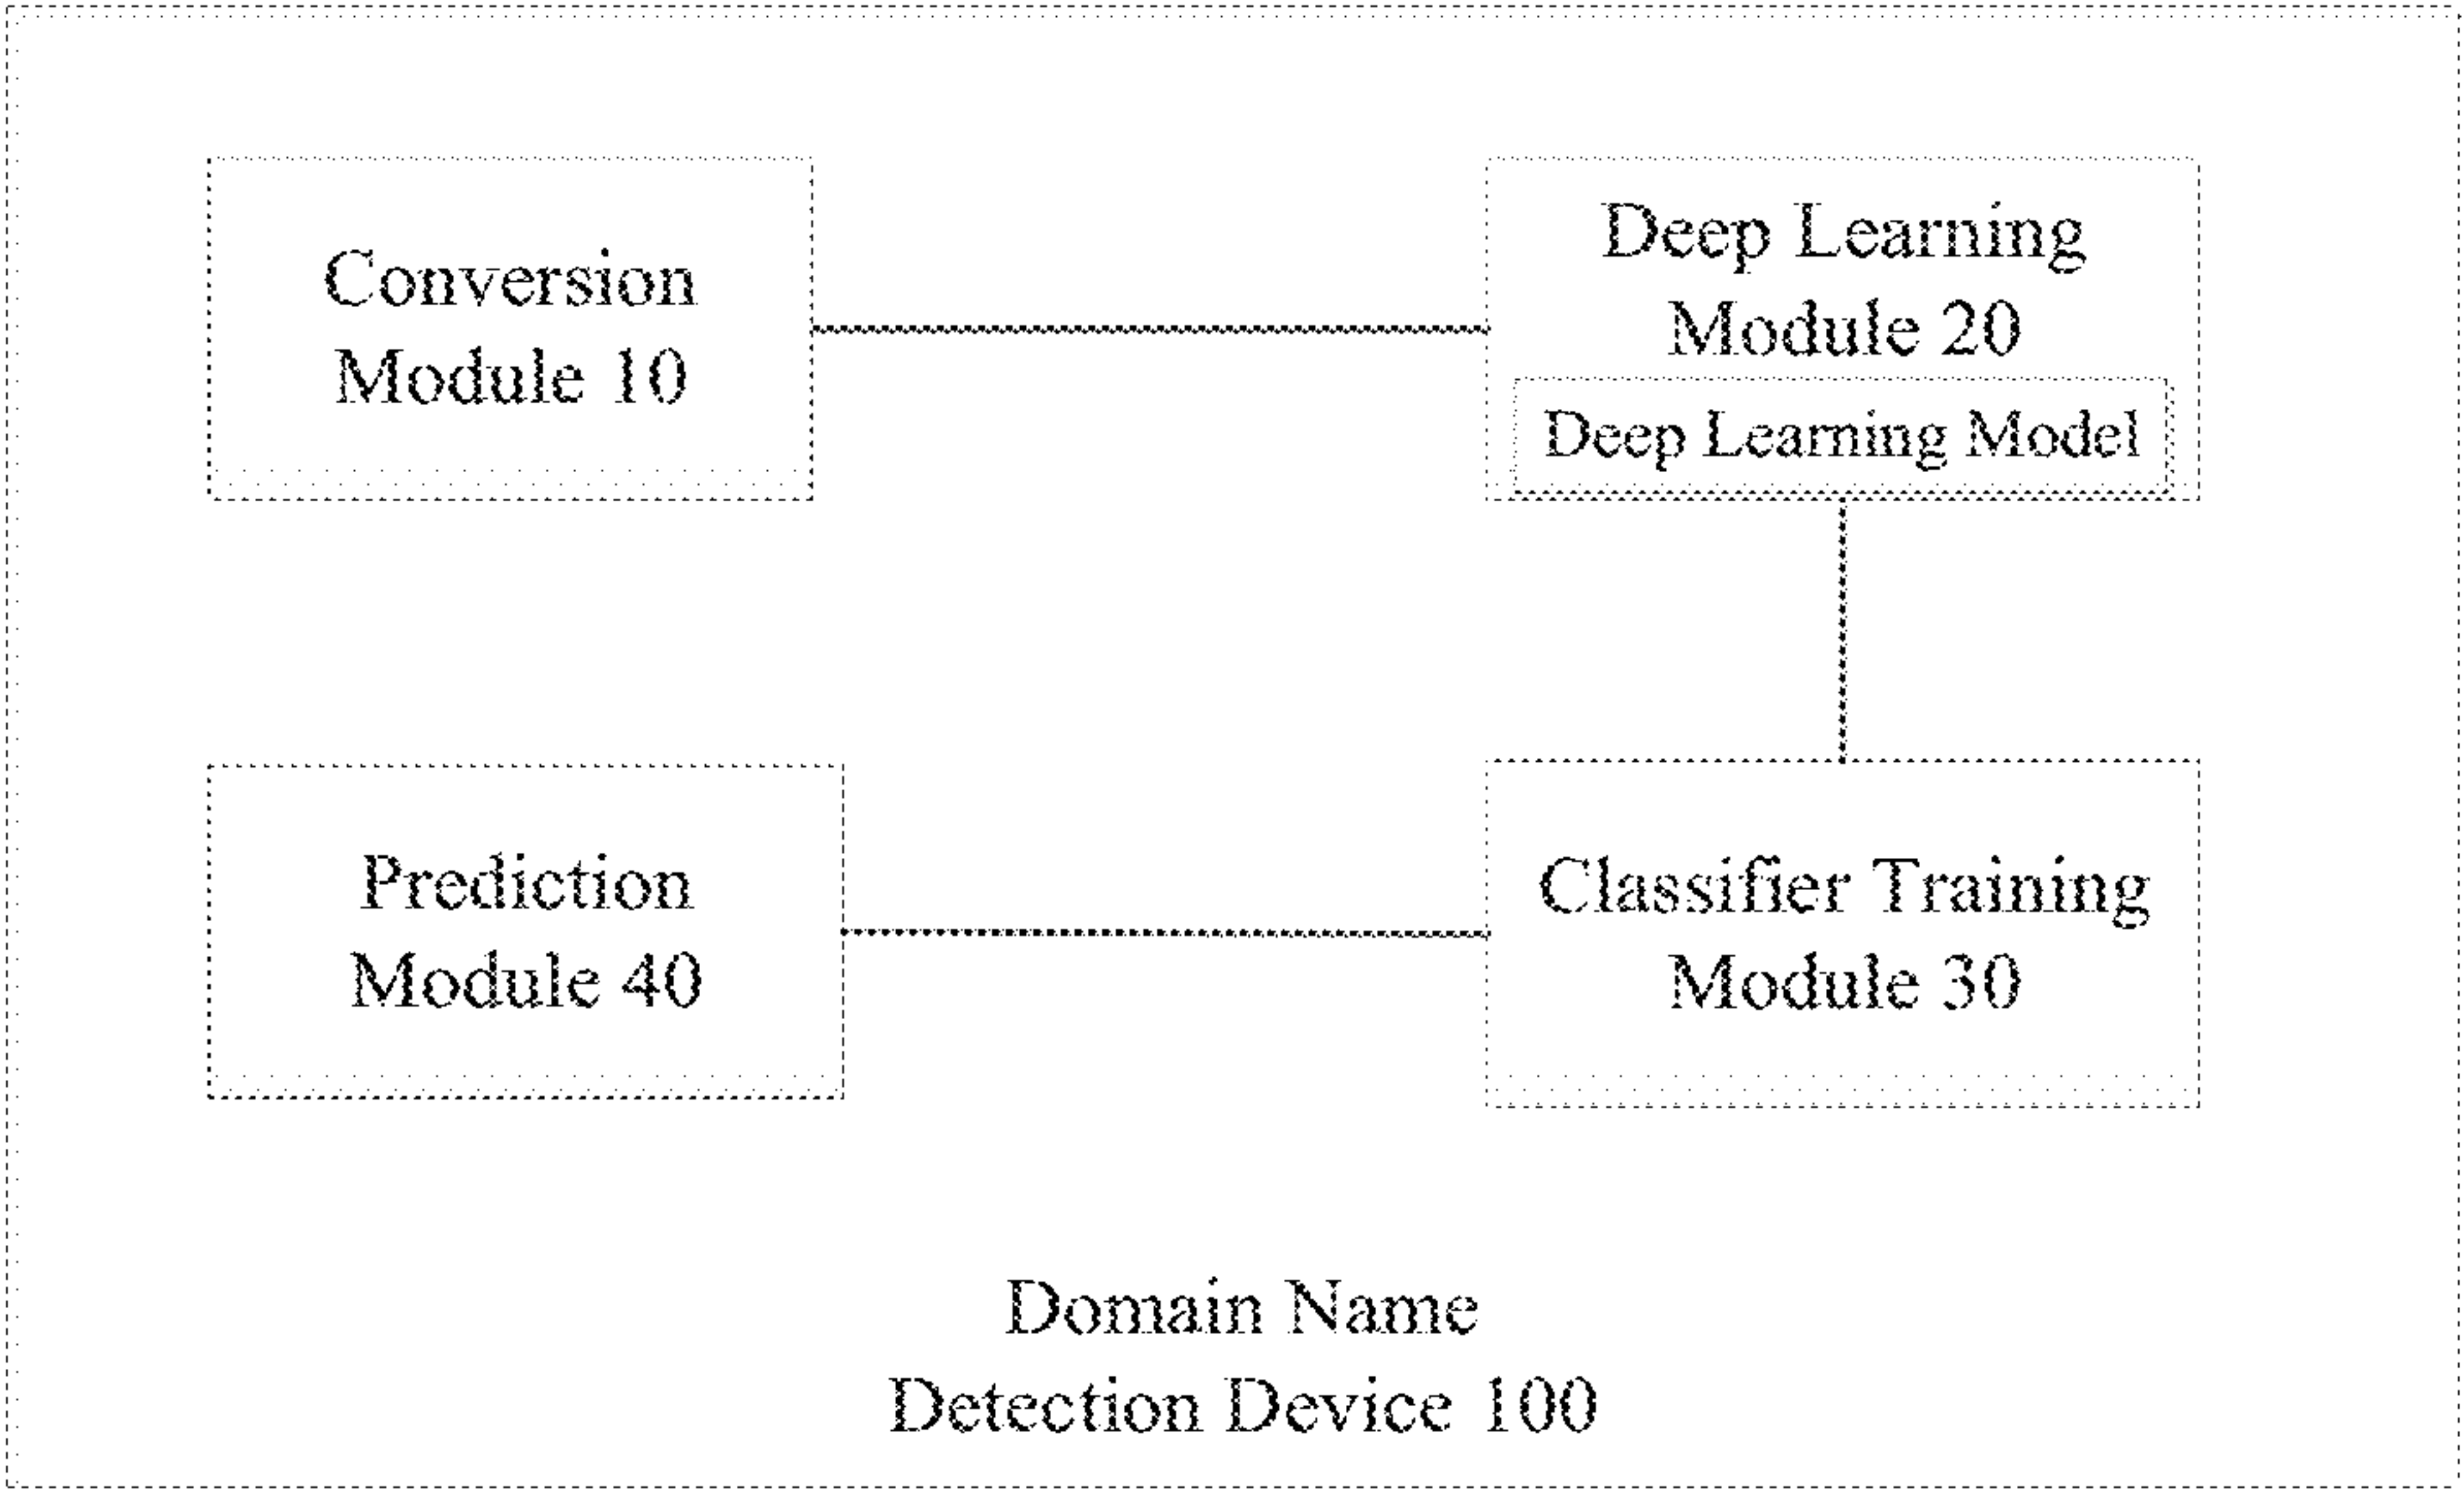 Conversion
Module 10
Deep Learning
Module 20
Deep Learning Model
Prediction
Module 40
Classifier Training
Module 30
Domain Name
Detection Device 100